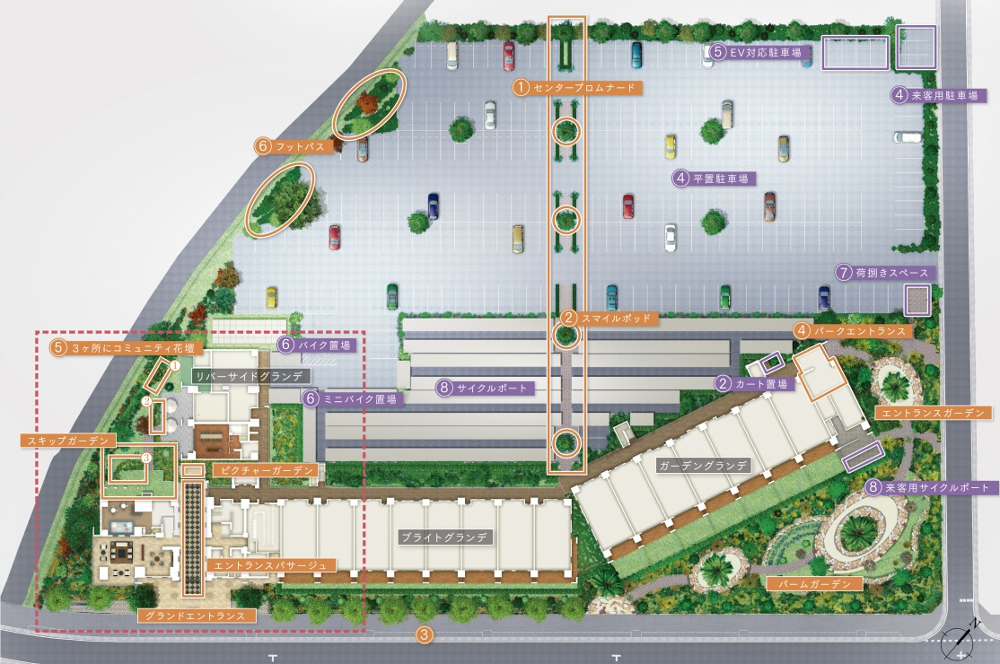 ⑤ EV対応駐車場
① センタープロムナード
④ 来客用駐車場
⑥ フットパス
④ 平置駐車場
⑦ 荷捌きスペース
② スマイルポッド
④ パークエントランス
⑤ 3ヶ所にコミュニティ花壇
⑥ バイク置場
①
リバーサイドグランデ
② カート置場
⑧ サイクルポート
⑥ ミニバイク置場
②
エントランスガーデン
スキップガーデン
③
ピクチャーガーデン
ガーデングランデ
⑧ 来客用サイクルポート
ブライトグランデ
エントランスパサージュ
パームガーデン
グランドエントランス
③
N